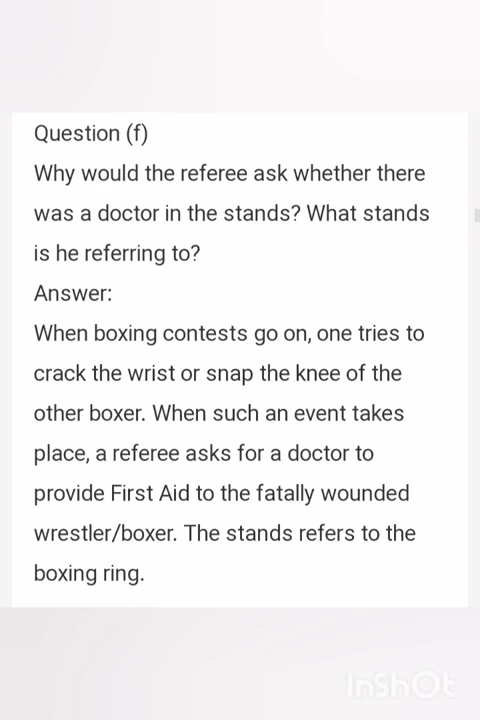 Question (f)
Why would the referee ask whether there
was a doctor in the stands? What stands
is he referring to?
Answer:
When boxing contests go on, one tries to
crack the wrist or snap the knee of the
other boxer. When such an event takes
place, a referee asks for a doctor to
provide First Aid to the fatally wounded
wrestler/boxer. The stands refers to the
boxing ring.
InShOt